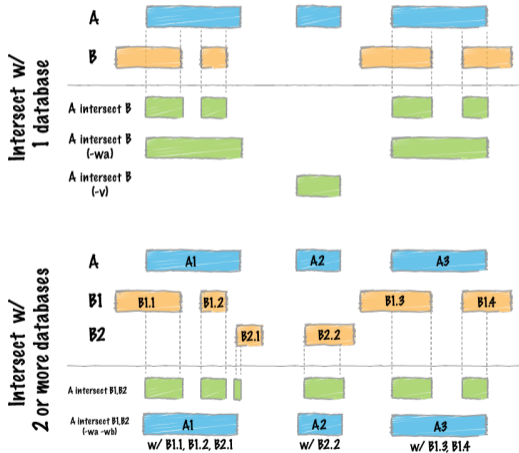 Intersect w/
1 database
A
B
A intersect B
A intersect B
(-wa)
A intersect B
(-v)
Intersect w/
2 or more databases
A
A1
A2
A3
B1
B1.1
B1.2
B1.3
B1.4
B2
B2.1
B2.2
A intersect B1,B2
A intersect B1,B2
(-wa -wb)
A1
A2
A3
w/ B1.1, B1.2, B2.1
w/ B2.2
w/ B1.3, B1.4